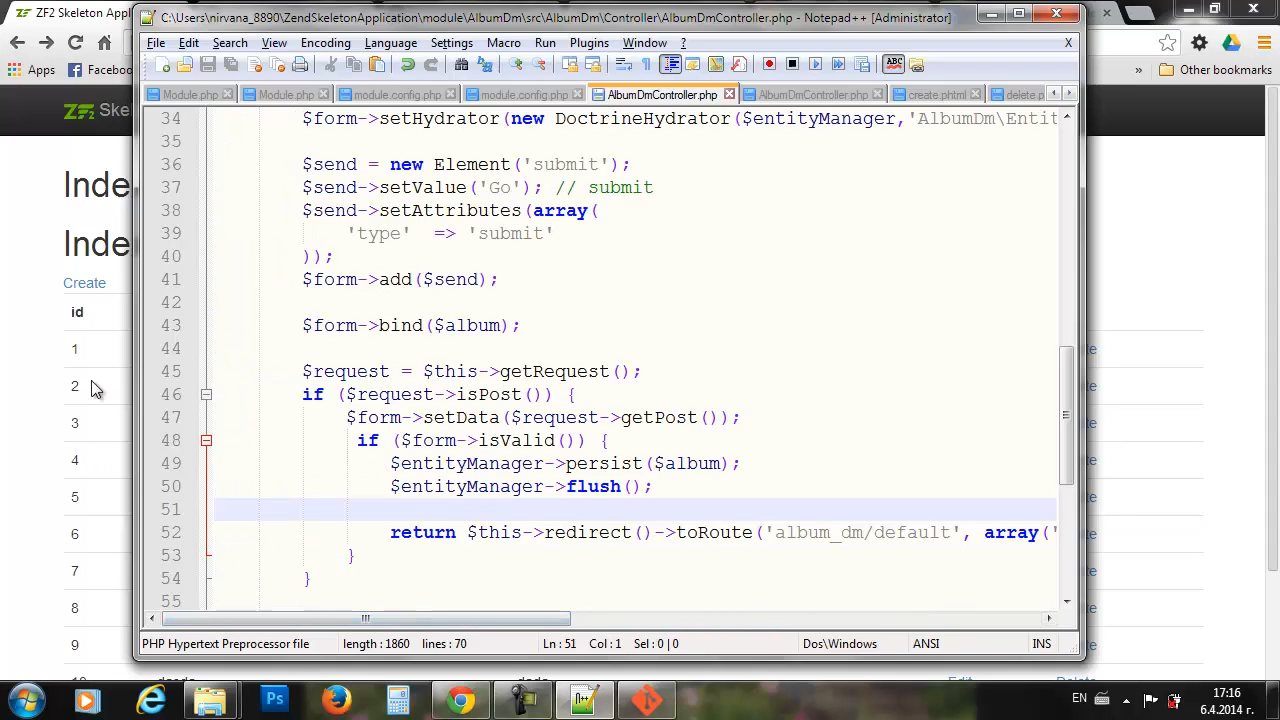 ZF2 Skeleton Applica
C:\Users\nirvana_8890\ZendSkeletonApplication\module\AlbumDm\src\AlbumDm\Controller\AlbumDmController.php - Notepad++ [Administrator]
File Edit Search View Encoding Language Settings Macro Run Plugins Window ? X
Apps Faceboo » Other bookmarks
Module.php Module.php module.config.php module.config.php AlbumDmController.php AlbumDmController.php create.phtml delete.p
ZF2 Ske
Inde
Inde
Create
id
1
2
3
4
5
6
7
8
9
34 $form->setHydrator(new DoctrineHydrator($entityManager,'AlbumDm\Entit
35
36 $send = new Element('submit');
37 $send->setValue('Go'); // submit
38 $send->setAttributes(array(
39 'type' => 'submit'
40 ));
41 $form->add($send);
42
43 $form->bind($album);
44
45 $request = $this->getRequest();
46 if ($request->isPost()) {
47 $form->setData($request->getPost());
48 if ($form->isValid()) {
49 $entityManager->persist($album);
50 $entityManager->flush();
51
52 return $this->redirect()->toRoute('album_dm/default', array('
53 }
54 }
55
PHP Hypertext Preprocessor file length : 1860 lines : 70 Ln : 51 Col : 1 Sel : 0 | 0 Dos\Windows ANSI INS
EN 17:16
6.4.2014 г.